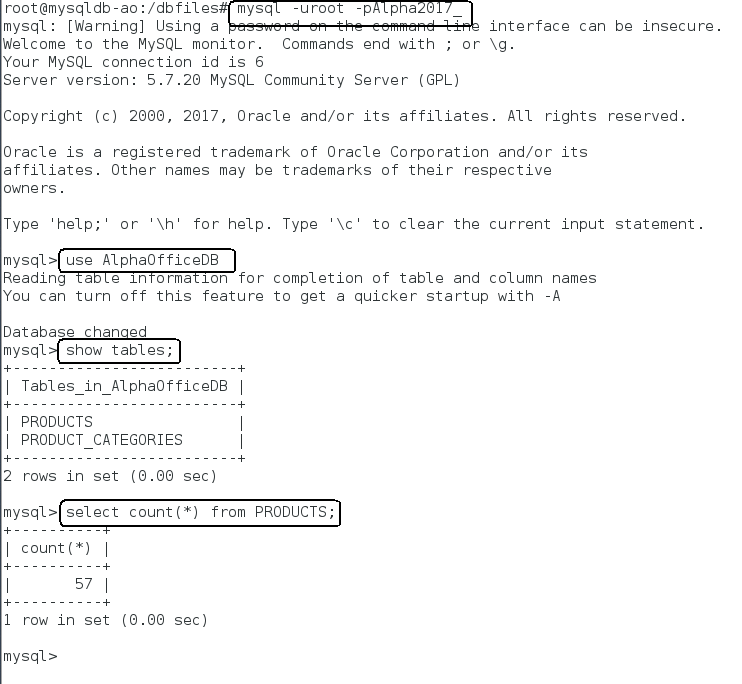 root@mysqldb-ao:/dbfiles# mysql -uroot -pAlpha2017_
mysql: [Warning] Using a password on the command line interface can be insecure.
Welcome to the MySQL monitor.  Commands end with ; or \g.
Your MySQL connection id is 6
Server version: 5.7.20 MySQL Community Server (GPL)

Copyright (c) 2000, 2017, Oracle and/or its affiliates. All rights reserved.

Oracle is a registered trademark of Oracle Corporation and/or its
affiliates. Other names may be trademarks of their respective
owners.

Type 'help;' or '\h' for help. Type '\c' to clear the current input statement.

mysql> use AlphaOfficeDB
Reading table information for completion of table and column names
You can turn off this feature to get a quicker startup with -A

Database changed
mysql> show tables;
+-------------------------+
| Tables_in_AlphaOfficeDB |
+-------------------------+
| PRODUCTS                |
| PRODUCT_CATEGORIES      |
+-------------------------+
2 rows in set (0.00 sec)

mysql> select count(*) from PRODUCTS;
+----------+
| count(*) |
+----------+
|       57 |
+----------+
1 row in set (0.00 sec)

mysql>